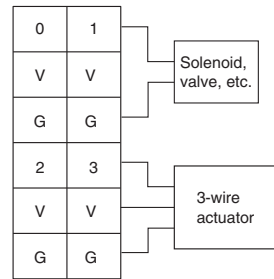 0 1
Solenoid,
valve, etc.
V V
G G
2 3
3-wire
actuator
V V
G G